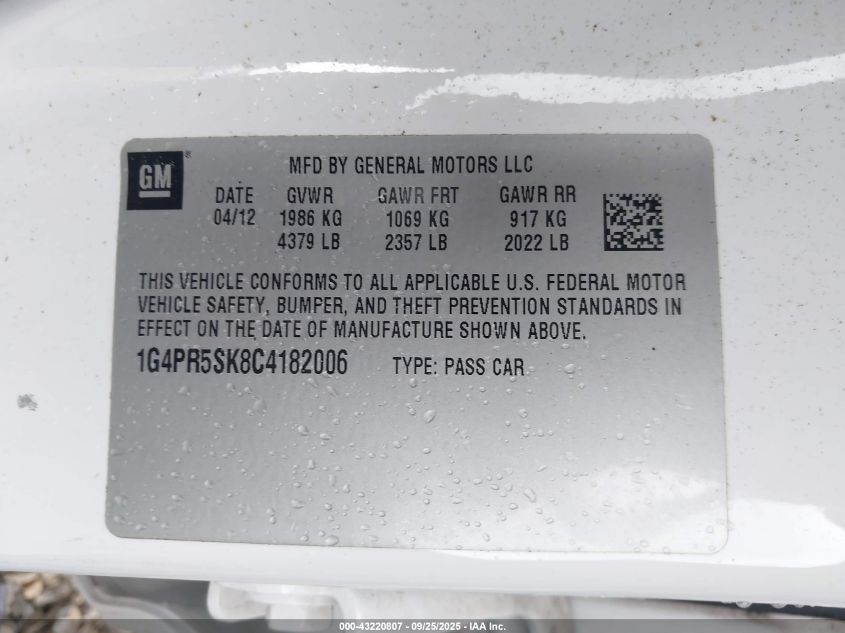 GM ®
MFD BY GENERAL MOTORS LLC
DATE GVWR GAWR FRT GAWR RR
04/12 1986 KG 1069 KG 917 KG
4379 LB 2357 LB 2022 LB
THIS VEHICLE CONFORMS TO ALL APPLICABLE U.S. FEDERAL MOTOR
VEHICLE SAFETY, BUMPER, AND THEFT PREVENTION STANDARDS IN
EFFECT ON THE DATE OF MANUFACTURE SHOWN ABOVE.
1G4PR5SK8C4182006 TYPE: PASS CAR
000-43220807 - 09/25/2025 - IAA Inc.